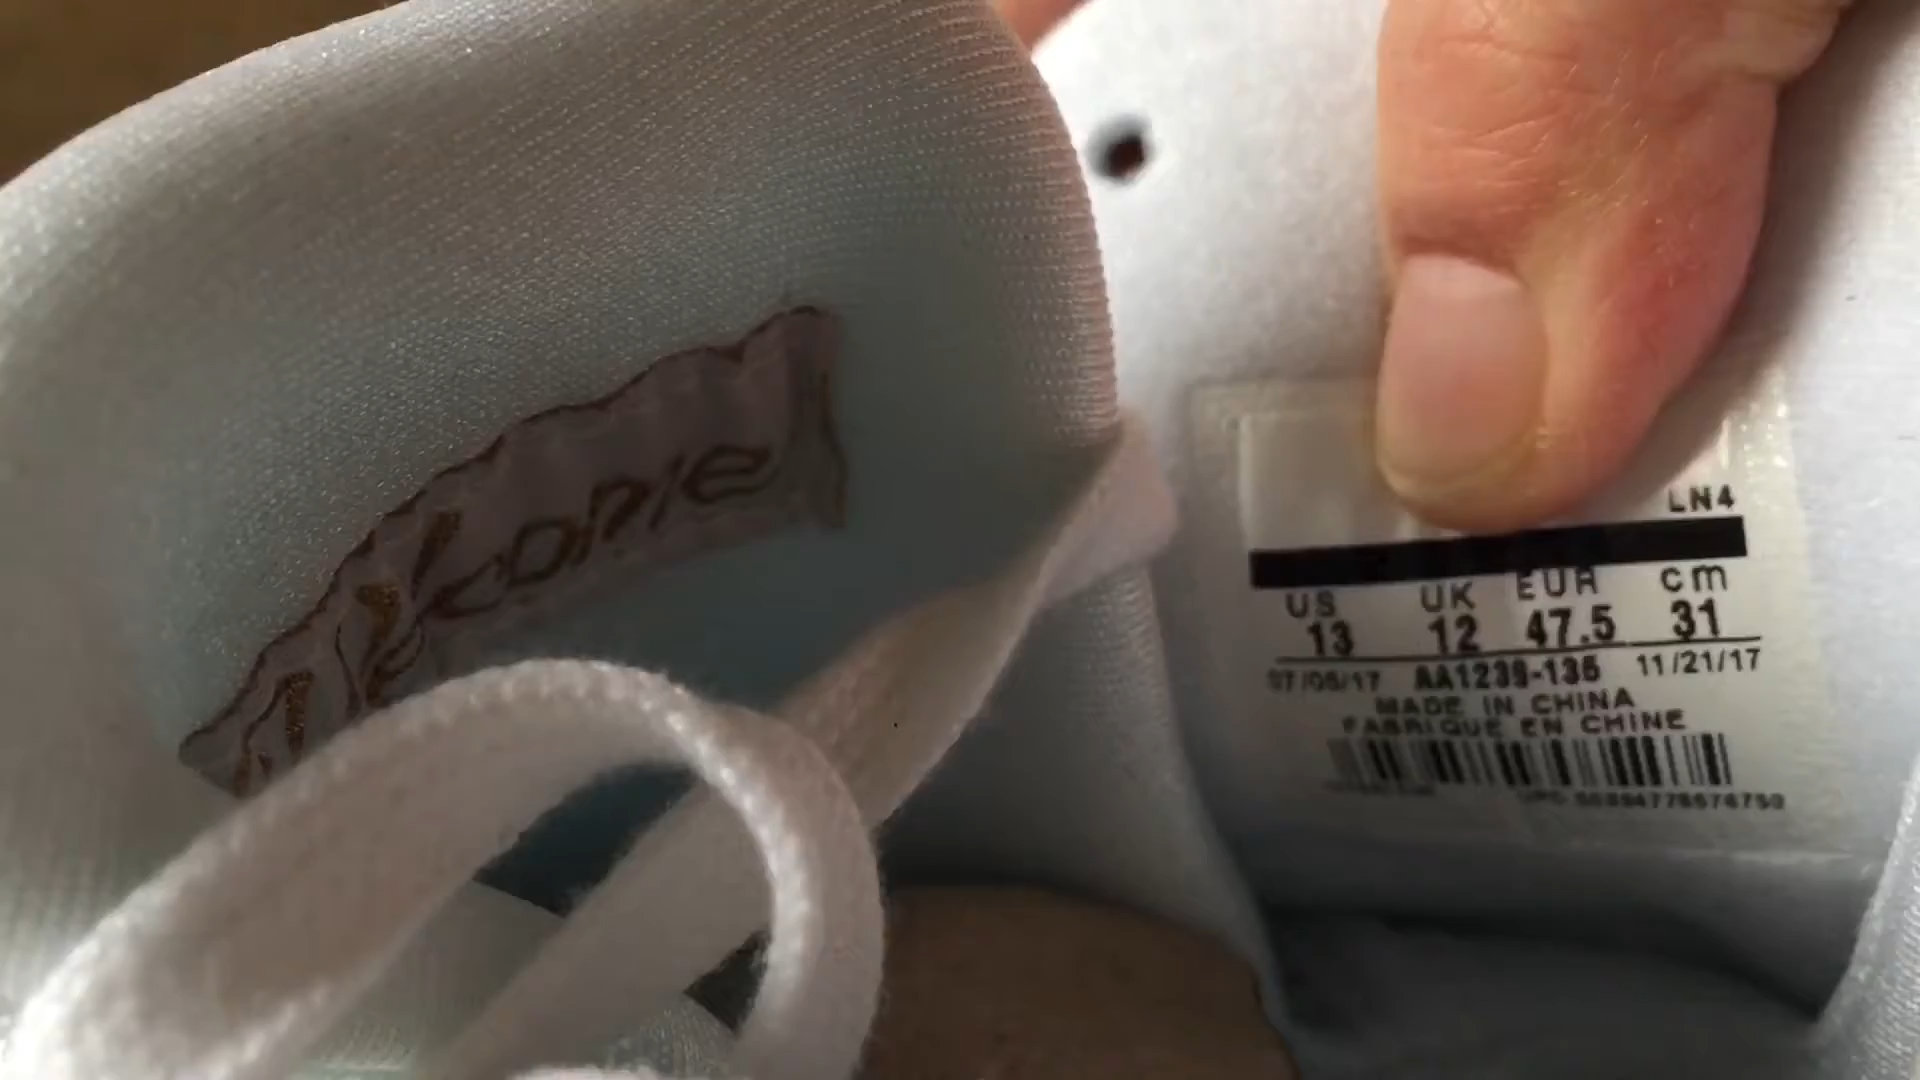 LN4
US UK EUR cm
13 12 47.5 31
07/06/17 AA1239-135 11/21/17
MADE IN CHINA
FABRIQUE EN CHINE